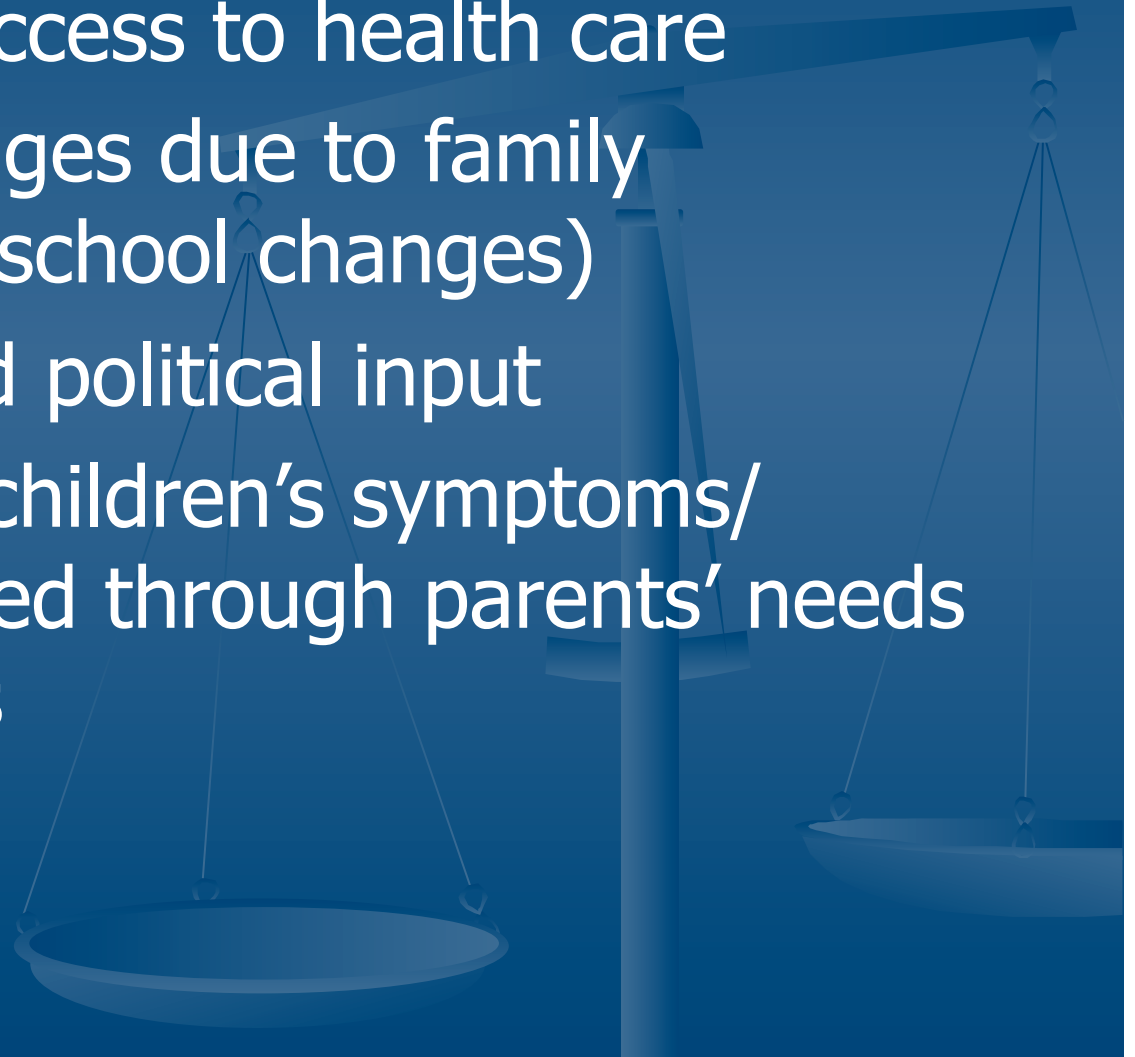 ccess to health care
ges due to family
school changes)
d political input
children’s symptoms/
ed through parents’ needs
s